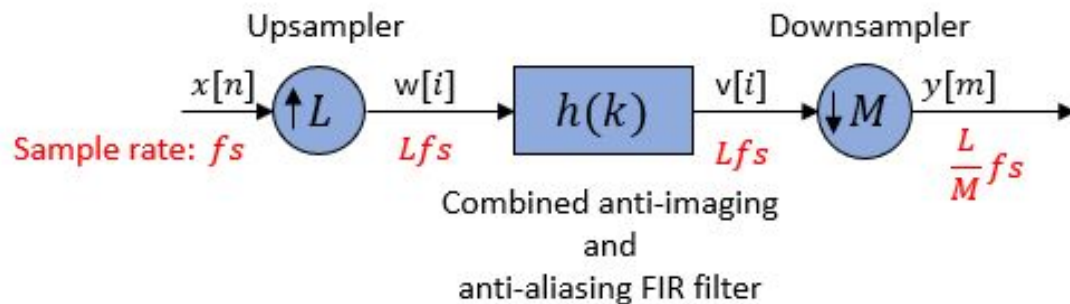 Upsampler Downsampler
x[n] ↑L w[i] h(k) v[i] ↓M y[m]
Sample rate: fs Lfs Lfs L/M fs
Combined anti-imaging
and
anti-aliasing FIR filter